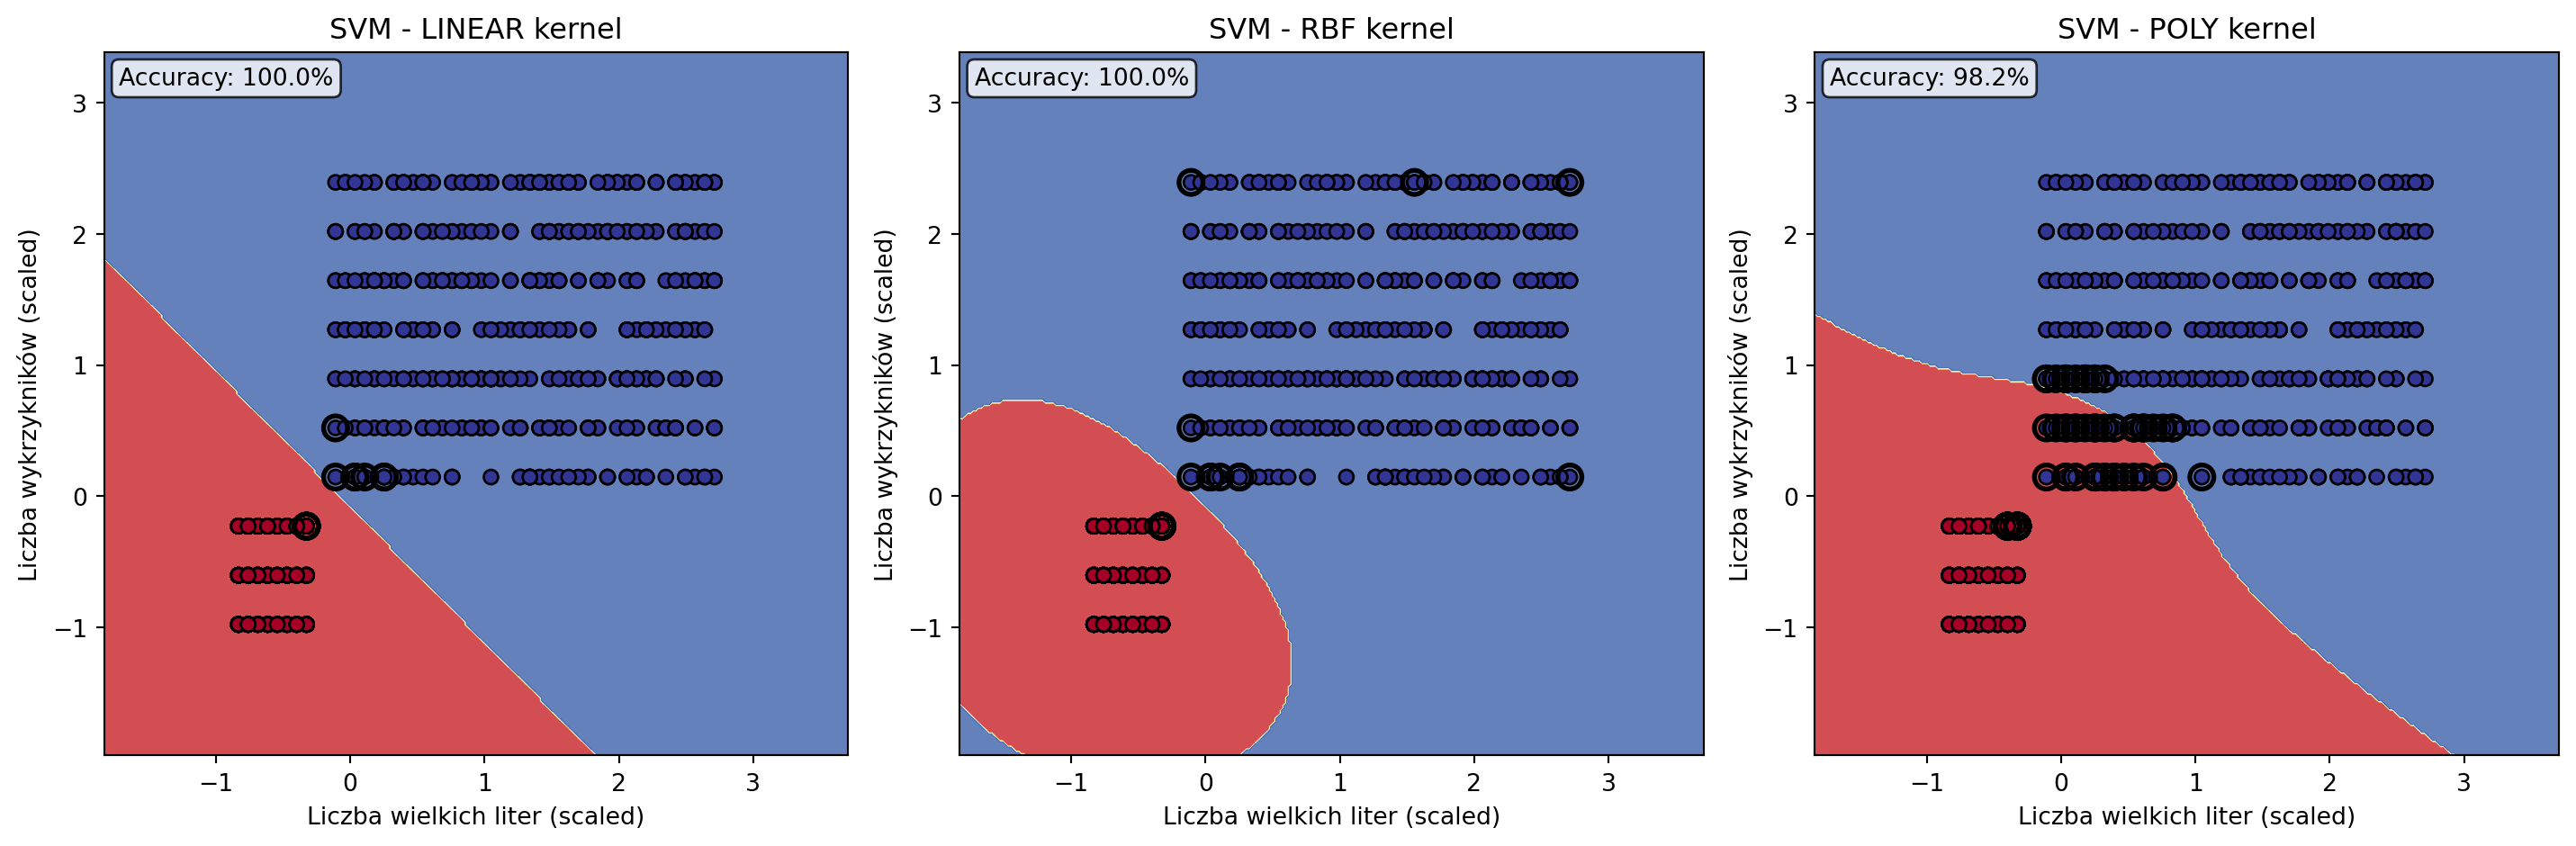 SVM - LINEAR kernel
Accuracy: 100.0%
Liczba wykrzykników (scaled)
3
2
1
0
−1
−1
0
1
2
3
Liczba wielkich liter (scaled)
SVM - RBF kernel
Accuracy: 100.0%
Liczba wykrzykników (scaled)
3
2
1
0
−1
−1
0
1
2
3
Liczba wielkich liter (scaled)
SVM - POLY kernel
Accuracy: 98.2%
Liczba wykrzykników (scaled)
3
2
1
0
−1
−1
0
1
2
3
Liczba wielkich liter (scaled)